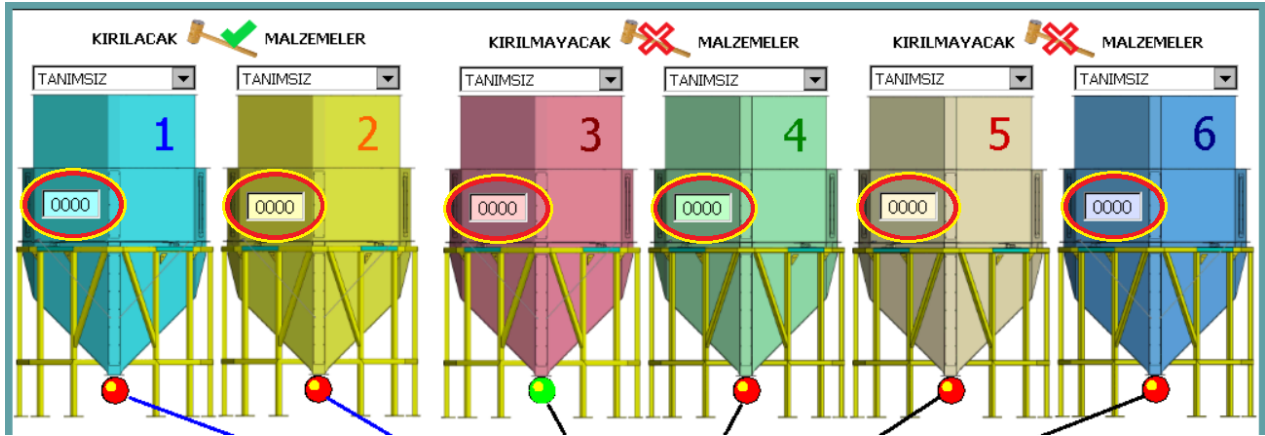 KIRILACAK MALZEMELER KIRILMAYACAK MALZEMELER KIRILMAYACAK MALZEMELER
TANIMSIZ TANIMSIZ TANIMSIZ TANIMSIZ TANIMSIZ TANIMSIZ
1 2 3 4 5 6
0000 0000 0000 0000 0000 0000